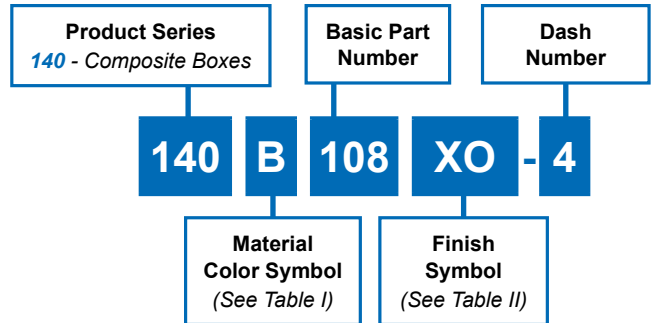 Product Series
140 - Composite Boxes
Basic Part
Number
Dash
Number
140 B 108 XO - 4
Material
Color Symbol
(See Table I)
Finish
Symbol
(See Table II)